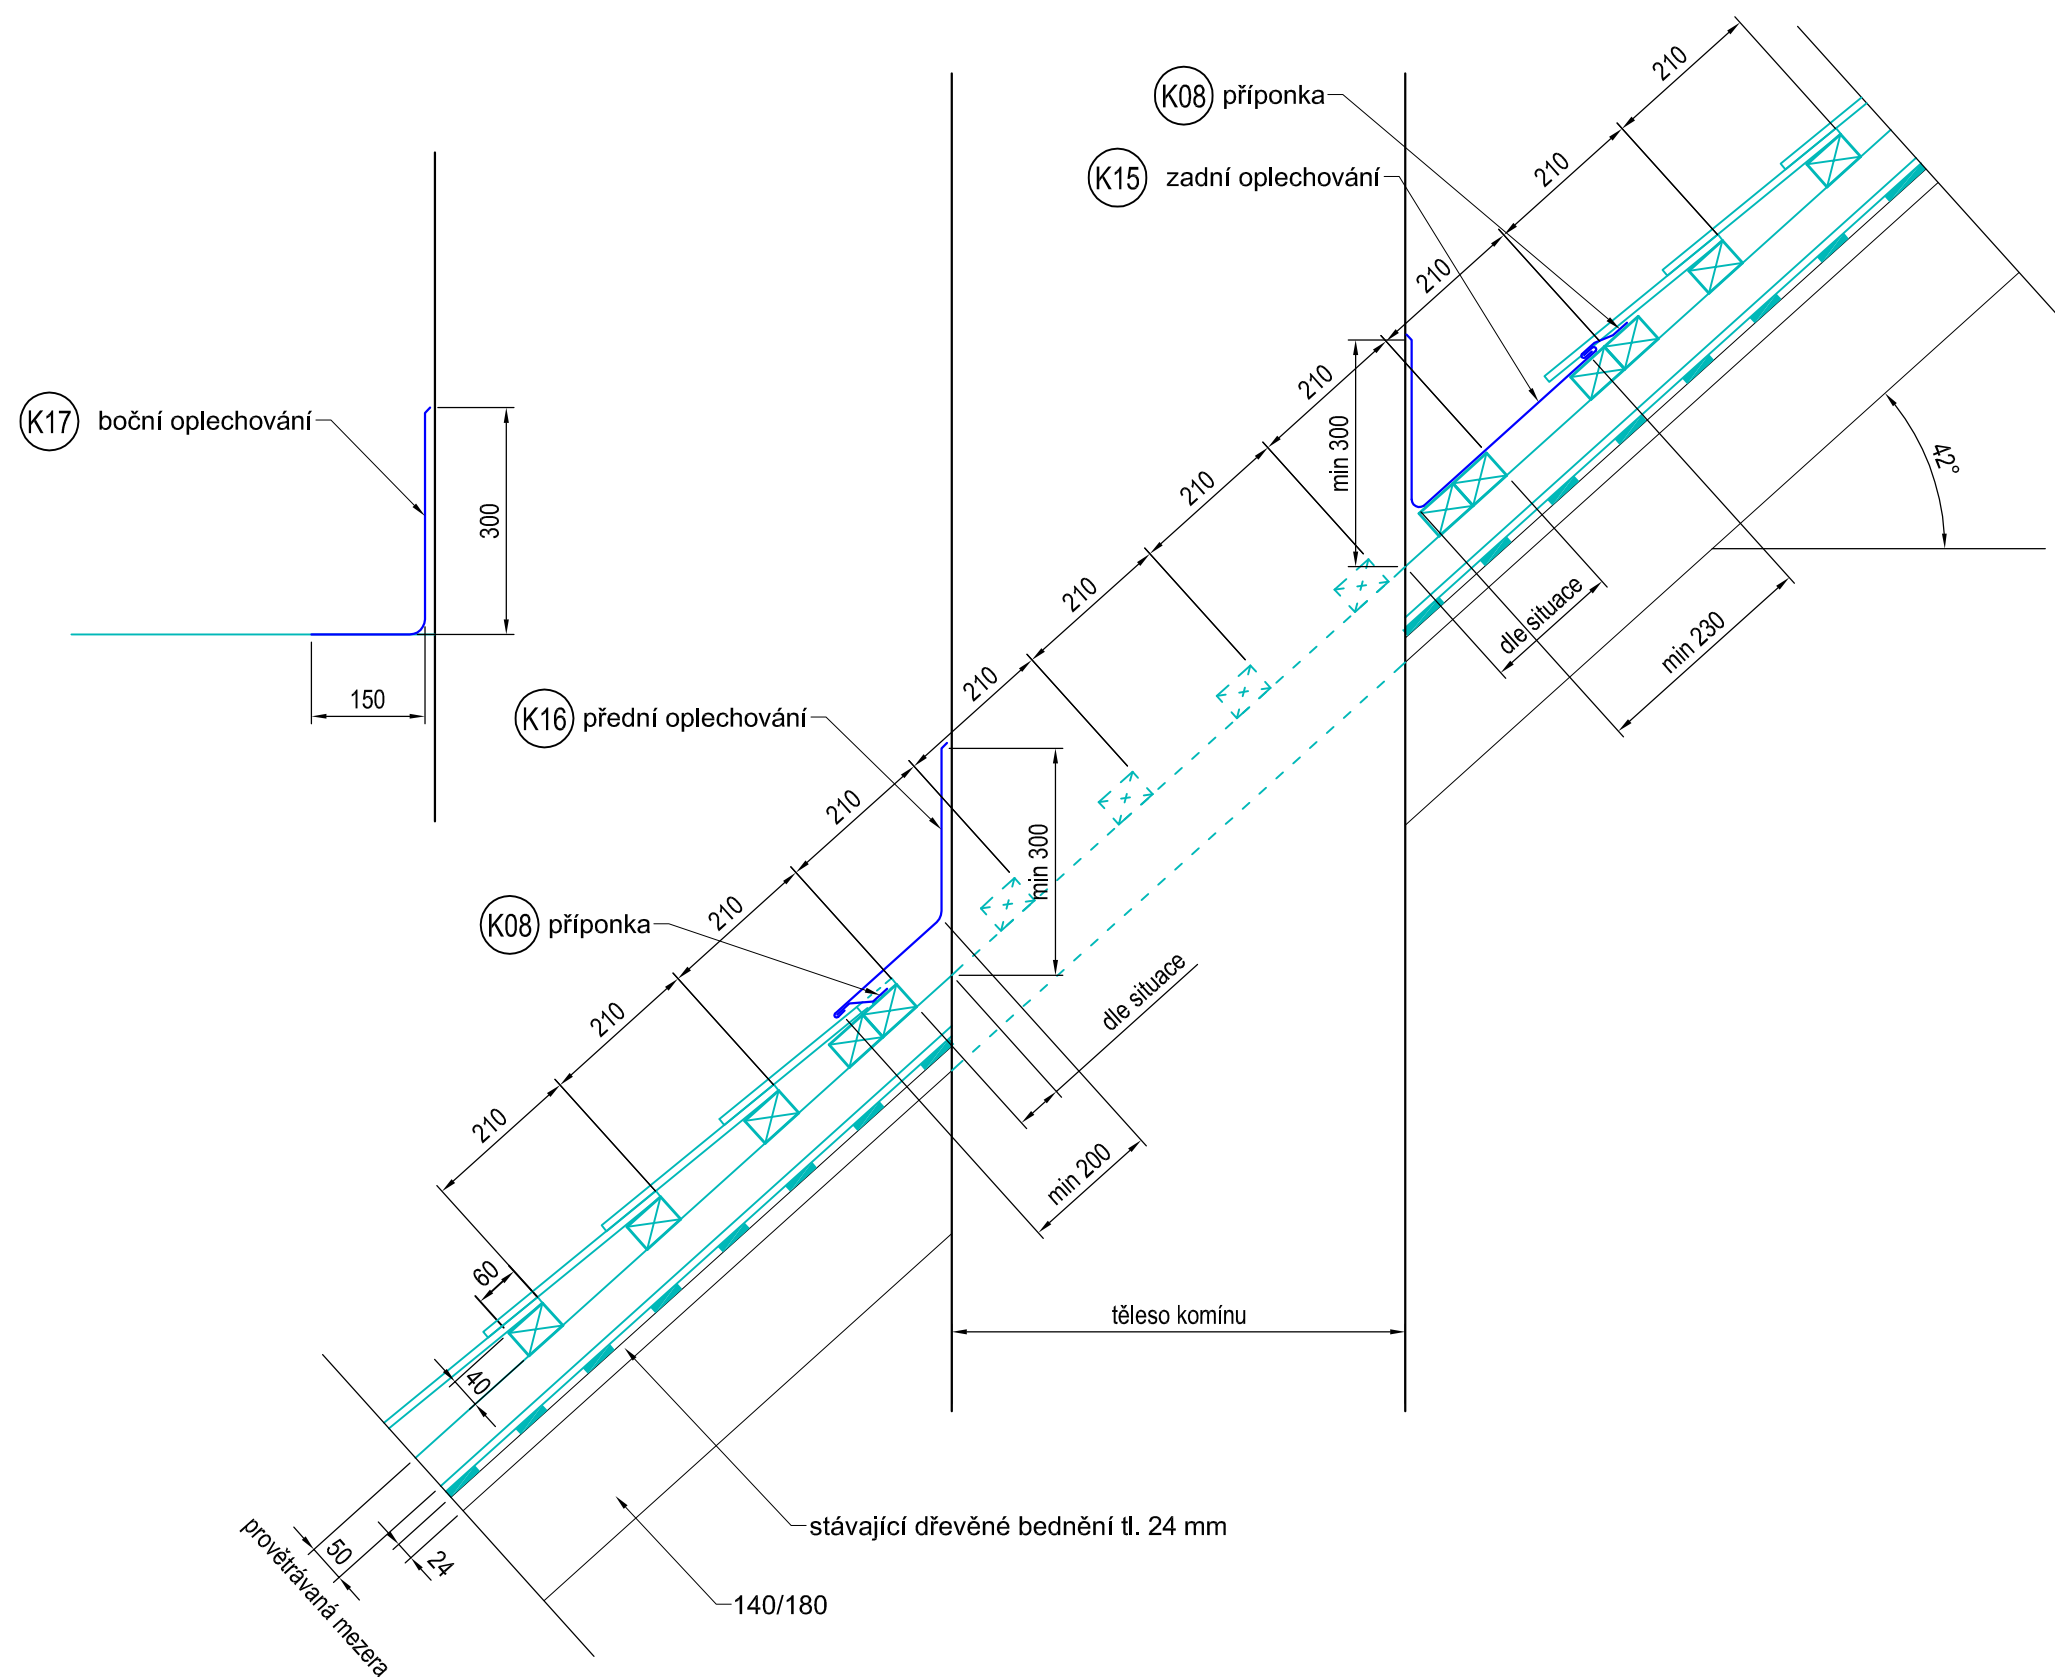 K08 příponka
K15 zadní oplechování
K17 boční oplechování
300
150
K16 přední oplechování
K08 příponka
210
210
210
210
210
210
210
210
210
210
210
min 300
min 300
42°
dle situace
min 230
dle situace
min 200
60
40
těleso komínu
stávající dřevěné bednění tl. 24 mm
140/180
50
24
provětrávaná mezera